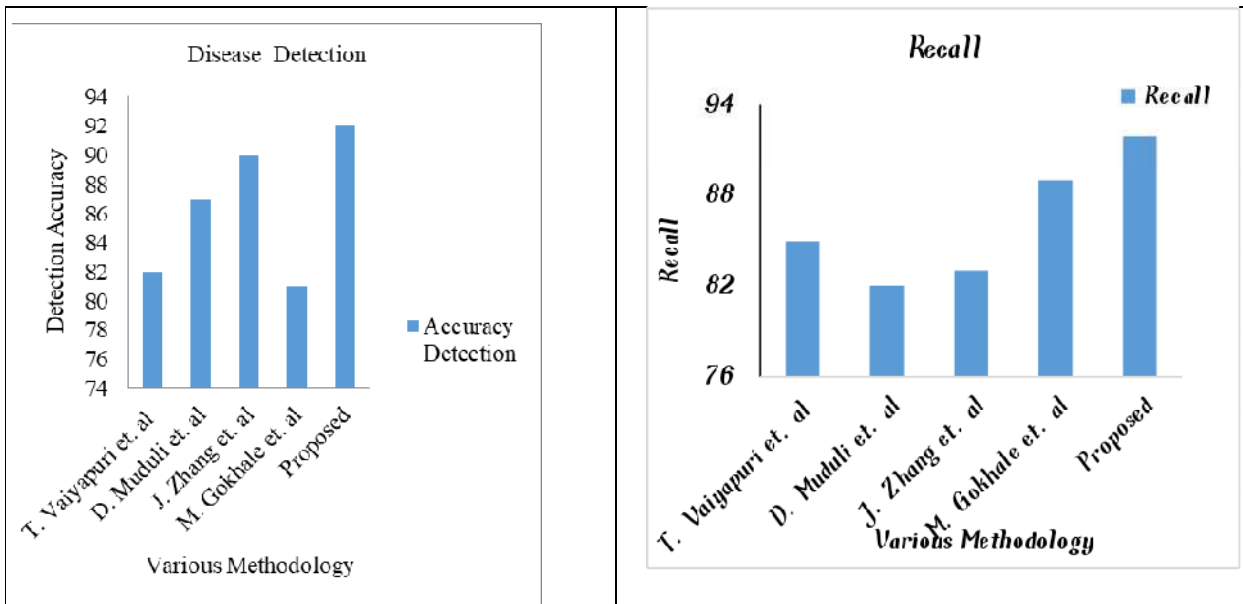 Disease Detection
Detection Accuracy
94
92
90
88
86
84
82
80
78
76
74
Accuracy
Detection
T. Vaiyapuri et. al
D. Muduli et. al
J. Zhang et. al
M. Gokhale et. al
Proposed
Various Methodology
Recall
Recall
Recall
94
88
82
76
T. Vaiyapuri et. al
D. Muduli et. al
J. Zhang et. al
M. Gokhale et. al
Proposed
Various Methodology